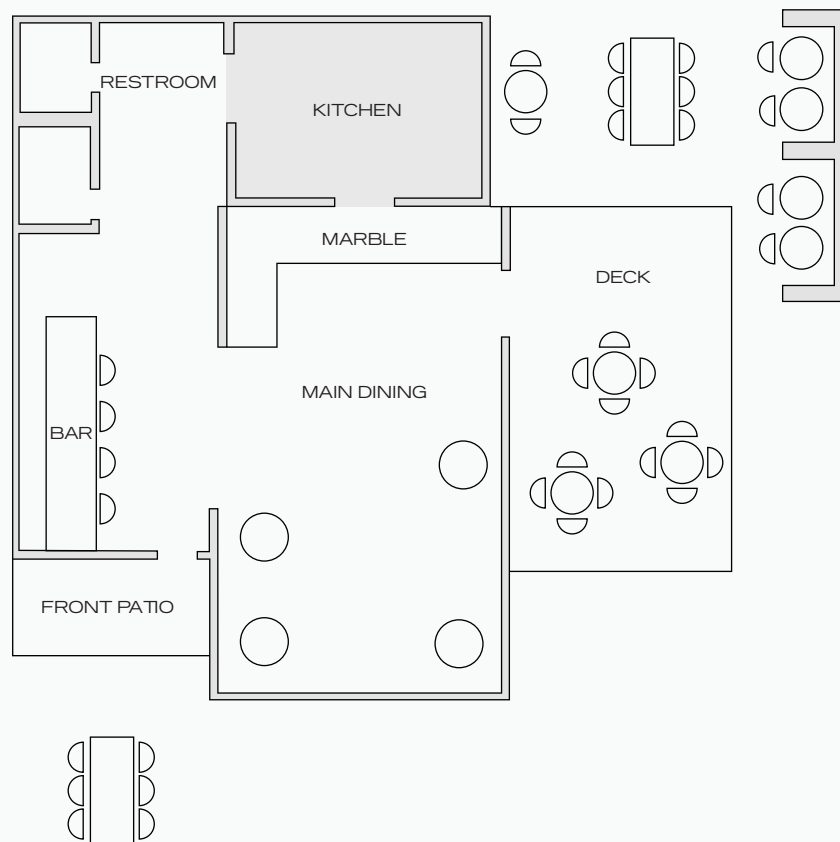 RESTROOM
KITCHEN
MARBLE
DECK
MAIN DINING
BAR
FRONT PATIO